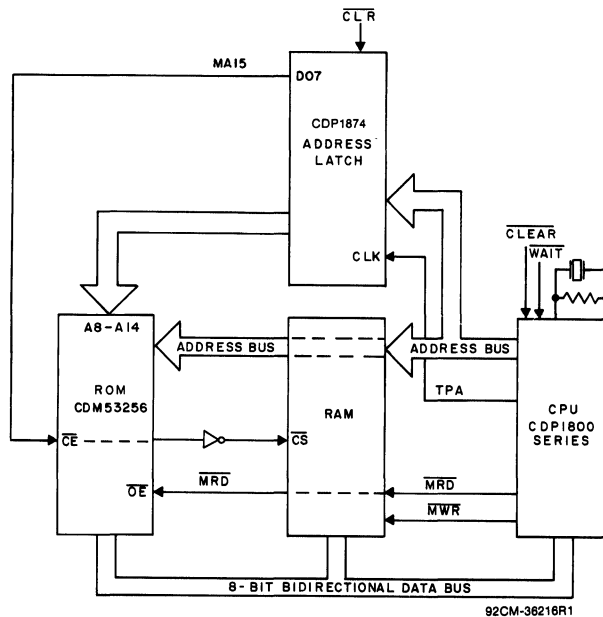 CLR
MA15
DO7
CDP1874
ADDRESS
LATCH
CLK
CLEAR
WAIT
A8-A14
ADDRESS BUS
ADDRESS BUS
ROM
CDM53256
RAM
TPA
CPU
CDP1800
SERIES
CE
CS
OE
MRD
MRD
MWR
8-BIT BIDIRECTIONAL DATA BUS
92CM-36216R1